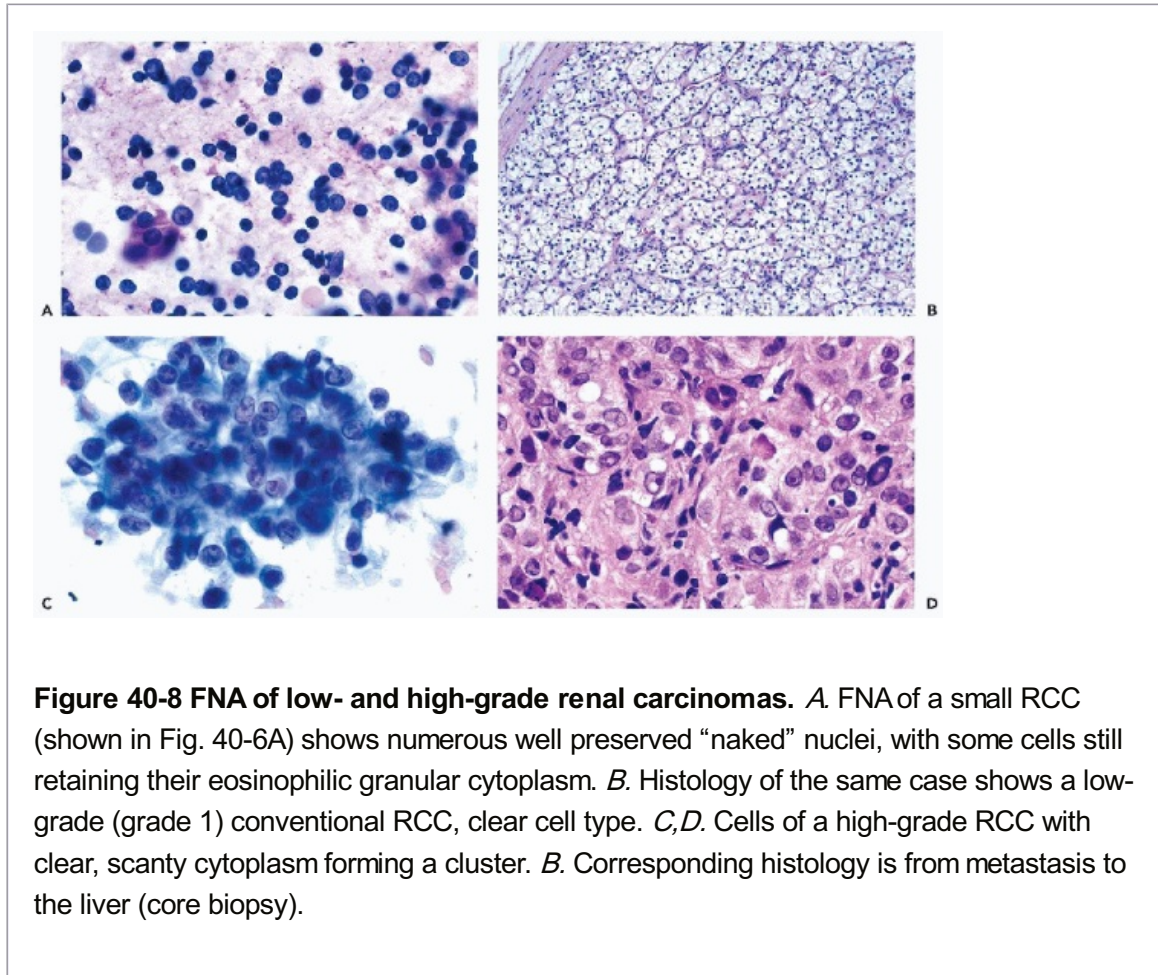 A
B
C
D
Figure 40-8 FNA of low- and high-grade renal carcinomas. A. FNA of a small RCC
(shown in Fig. 40-6A) shows numerous well preserved “naked” nuclei, with some cells still
retaining their eosinophilic granular cytoplasm. B. Histology of the same case shows a low-
grade (grade 1) conventional RCC, clear cell type. C,D. Cells of a high-grade RCC with
clear, scanty cytoplasm forming a cluster. B. Corresponding histology is from metastasis to
the liver (core biopsy).